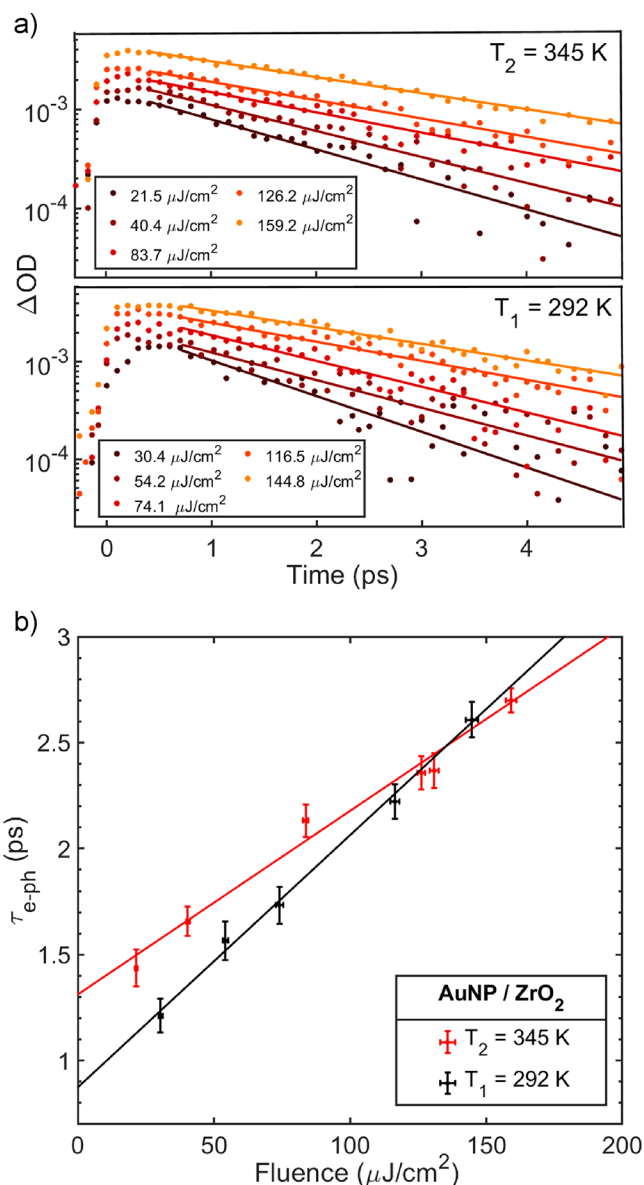 a)
T2 = 345 K
10-3
10-4
21.5 μJ/cm2 126.2 μJ/cm2
40.4 μJ/cm2 159.2 μJ/cm2
83.7 μJ/cm2
ΔOD
T1 = 292 K
10-3
10-4
30.4 μJ/cm2 116.5 μJ/cm2
54.2 μJ/cm2 144.8 μJ/cm2
74.1 μJ/cm2
0 1 2 3 4
Time (ps)
b)
3
2.5
2
1.5
1
τe-ph (ps)
AuNP / ZrO2
T2 = 345 K
T1 = 292 K
0 50 100 150 200
Fluence (μJ/cm2)